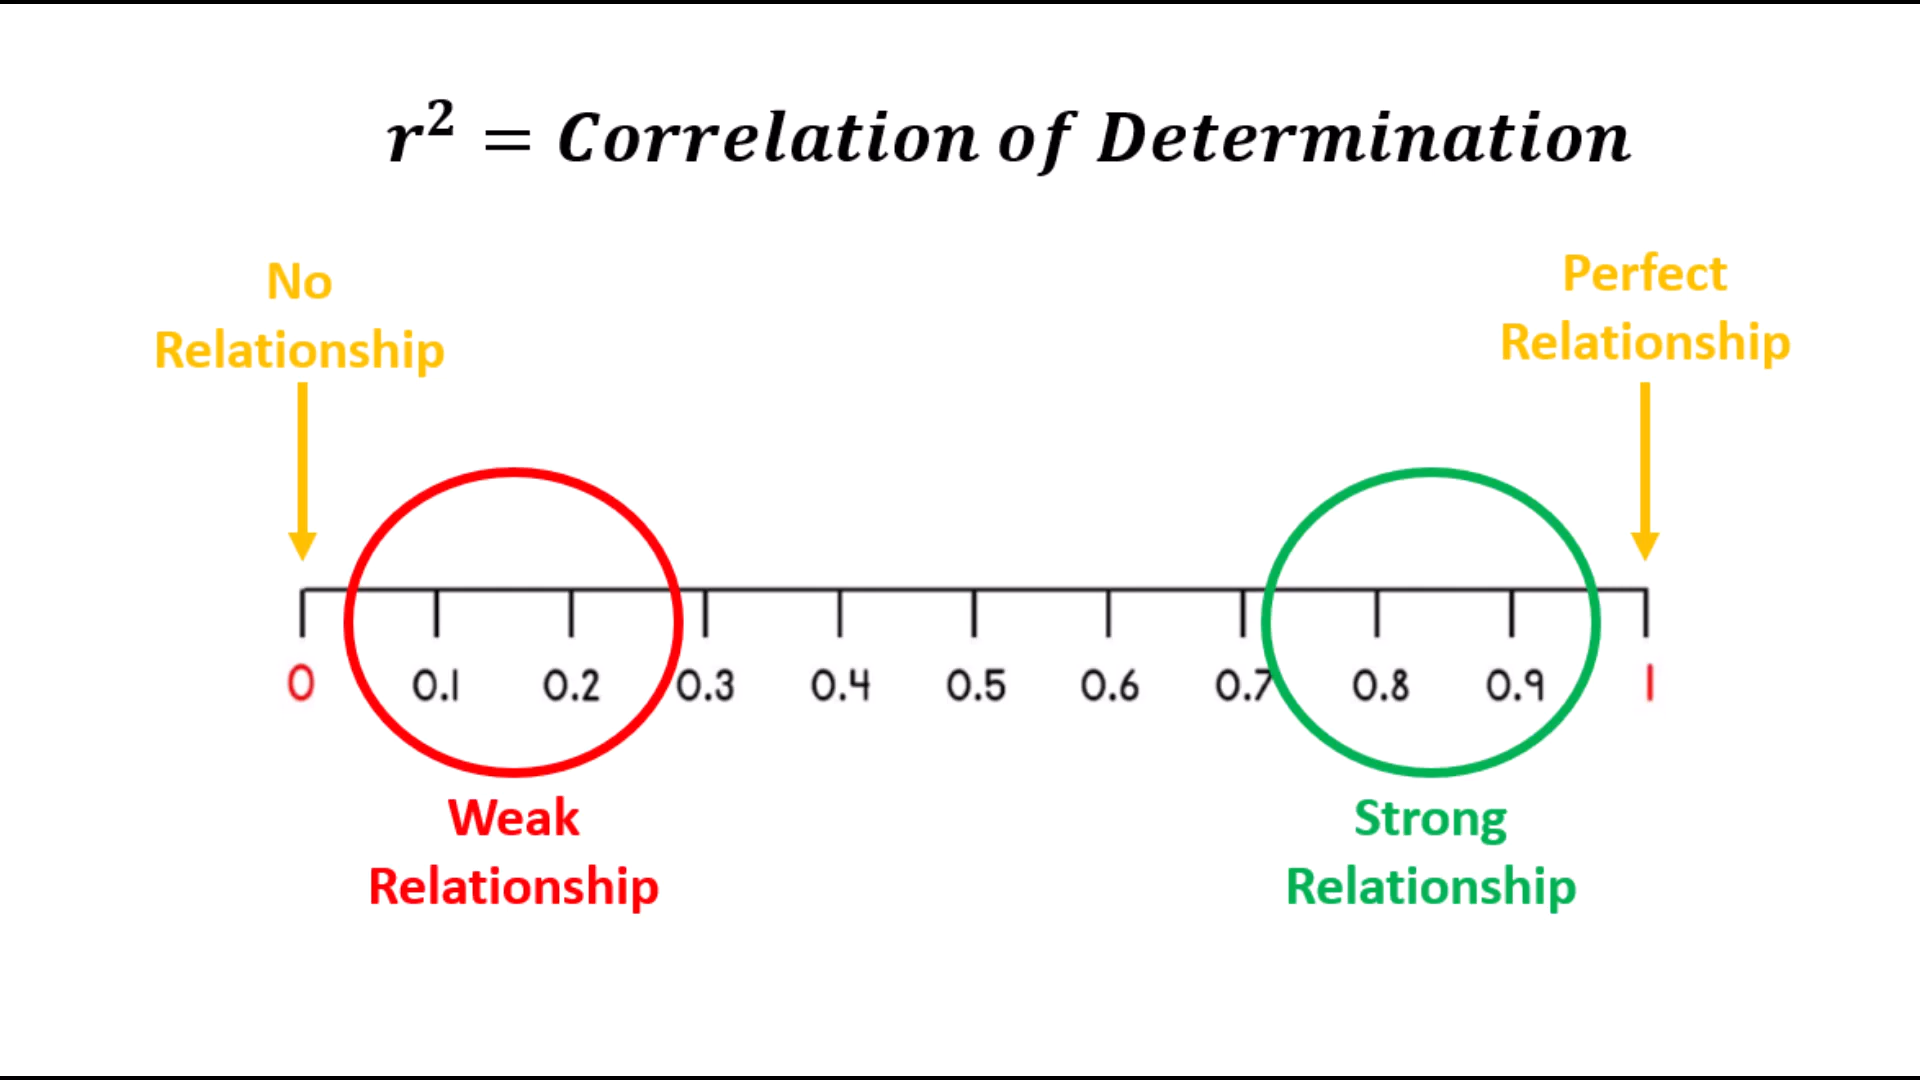 r² = Correlation of Determination
No
Relationship
Perfect
Relationship
0 0.1 0.2 0.3 0.4 0.5 0.6 0.7 0.8 0.9 1
Weak
Relationship
Strong
Relationship